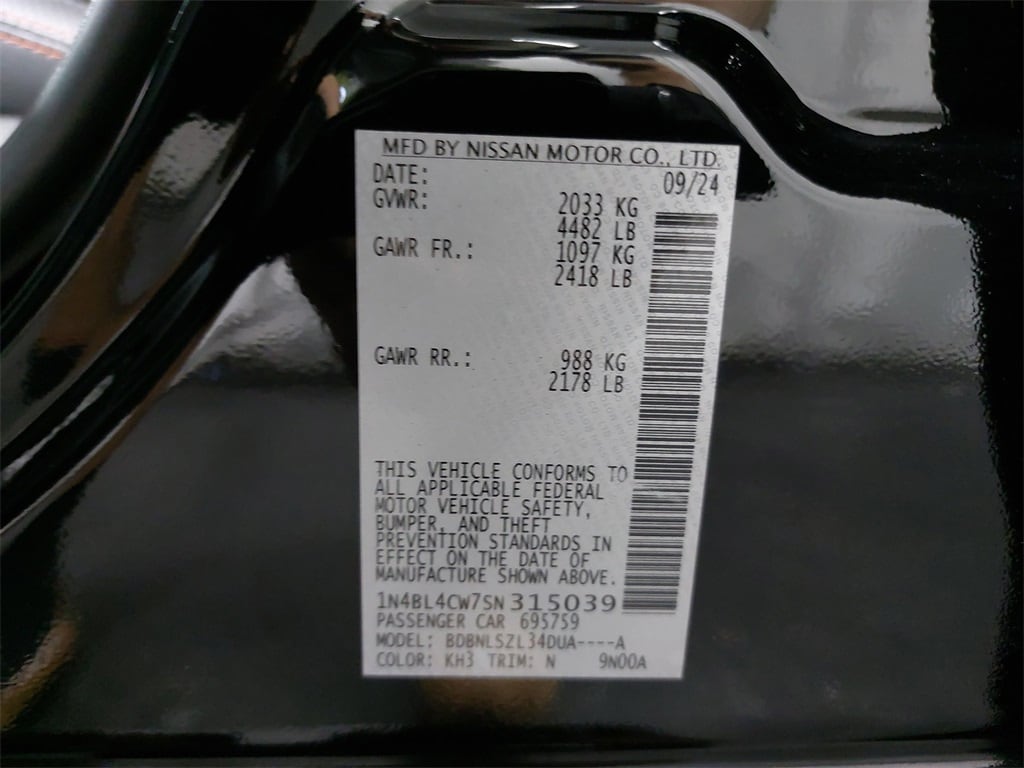 MFD BY NISSAN MOTOR CO., LTD.
DATE: 09/24
GVWR: 2033 KG
4482 LB
GAWR FR.: 1097 KG
2418 LB
GAWR RR.: 988 KG
2178 LB
THIS VEHICLE CONFORMS TO
ALL APPLICABLE FEDERAL
MOTOR VEHICLE SAFETY,
BUMPER, AND THEFT
PREVENTION STANDARDS IN
EFFECT ON THE DATE OF
MANUFACTURE SHOWN ABOVE.
1N4BL4CW7SN315039
PASSENGER CAR 695759
MODEL: BDBNLSZL34DUA----A
COLOR: KH3 TRIM: N 9N00A